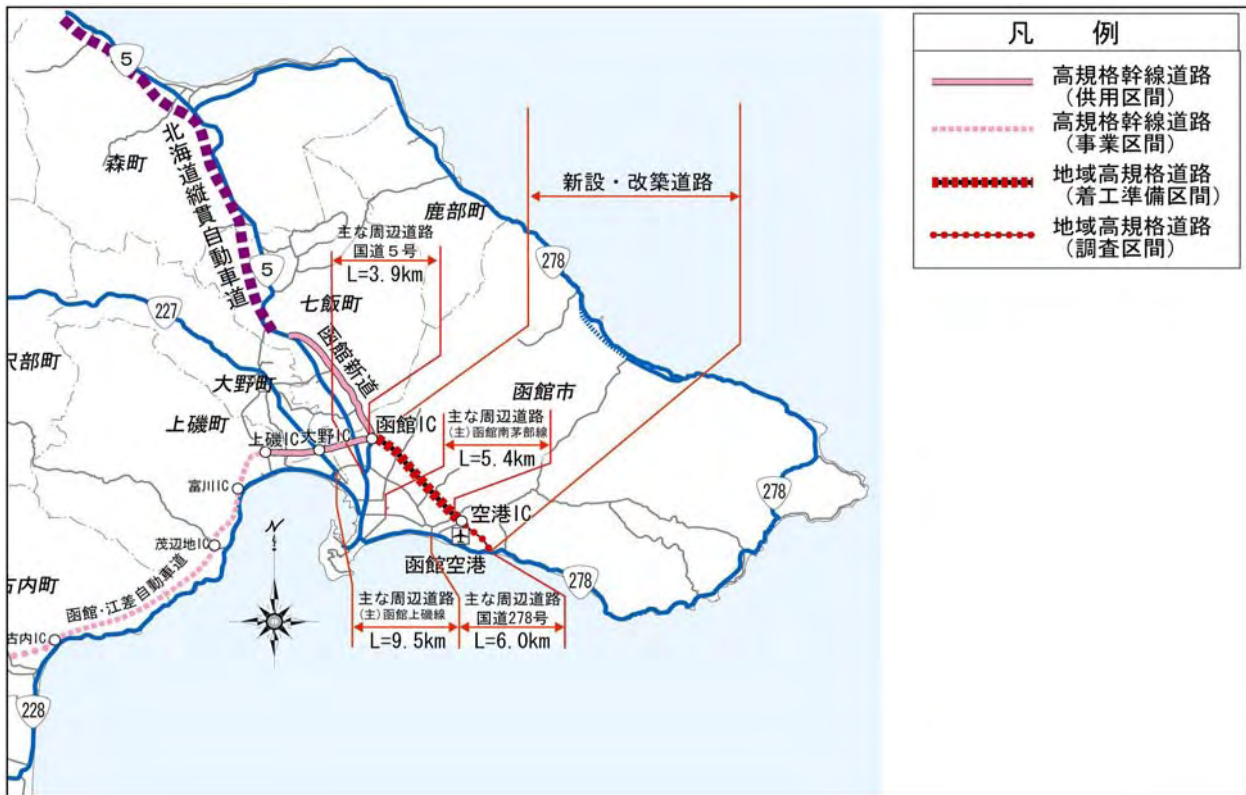 凡 例
高規格幹線道路
(供用区間)
高規格幹線道路
(事業区間)
地域高規格道路
(着工準備区間)
地域高規格道路
(調査区間)
5
北海道縦貫自動車道
森町
新設・改築道路
鹿部町
主な周辺道路
国道5号
L=3.9km
5
278
227
七飯町
函館新道
大野町
函館市
上磯町
上磯IC
大野IC
函館IC
主な周辺道路
(主)函館南茅部線
L=5.4km
富川IC
278
空港IC
茂辺地IC
N
函館空港
278
函館・江差自動車道
主な周辺道路
(主)函館上磯線
L=9.5km
主な周辺道路
国道278号
L=6.0km
古内町
古内IC
228